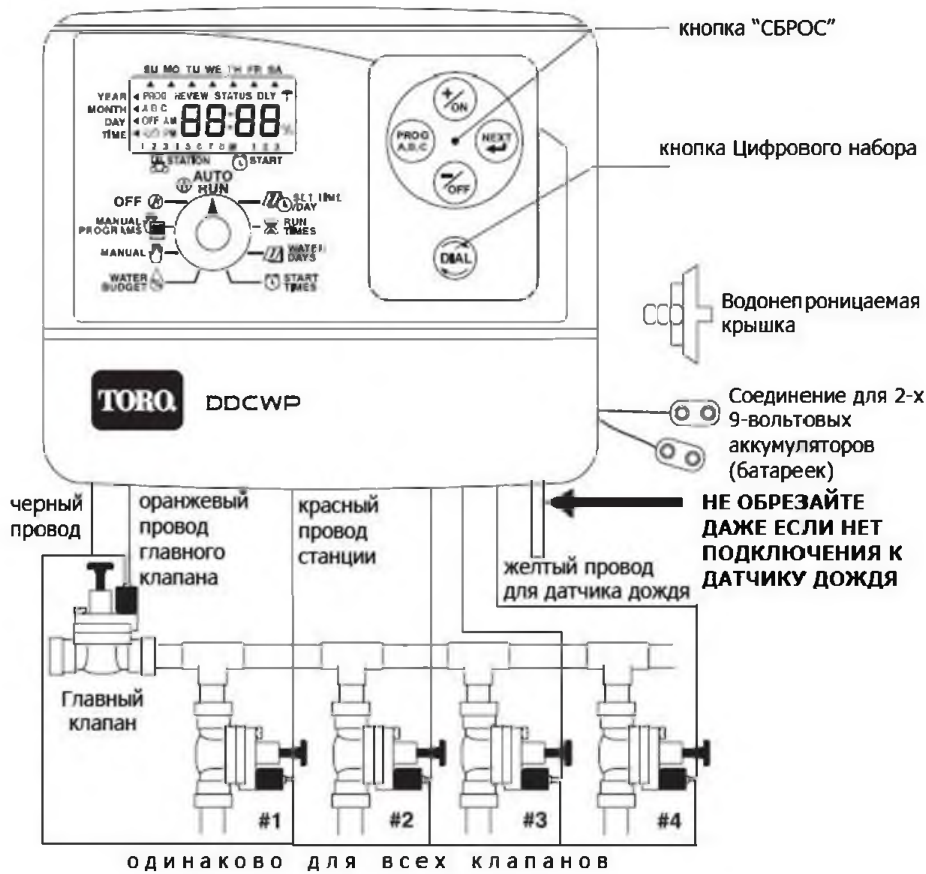 кнопка “СБРОС”
SU MO TU WE TH FR SA
YEAR
MONTH
DAY
TIME
PROG REVIEW STATUS DLY
A B C
OFF AM
PM
88:88
%
STATION
START
+/ON
PROG
A,B,C
NEXT
-/OFF
DIAL
кнопка Цифрового набора
AUTO
RUN
OFF
MANUAL
PROGRAMS
MANUAL
WATER
BUDGET
SET TIME
/DAY
RUN
TIMES
WATER
DAYS
START
TIMES
Водонепроницаемая
крышка
TORO
DDCWP
Соединение для 2-х
9-вольтовых
аккумуляторов
(батареек)
черный
провод
оранжевый
провод
главного
клапана
красный
провод
станции
желтый провод
для датчика дождя
НЕ ОБРЕЗАЙТЕ
ДАЖЕ ЕСЛИ НЕТ
ПОДКЛЮЧЕНИЯ К
ДАТЧИКУ ДОЖДЯ
Главный
клапан
#1
#2
#3
#4
одинаково для всех клапанов